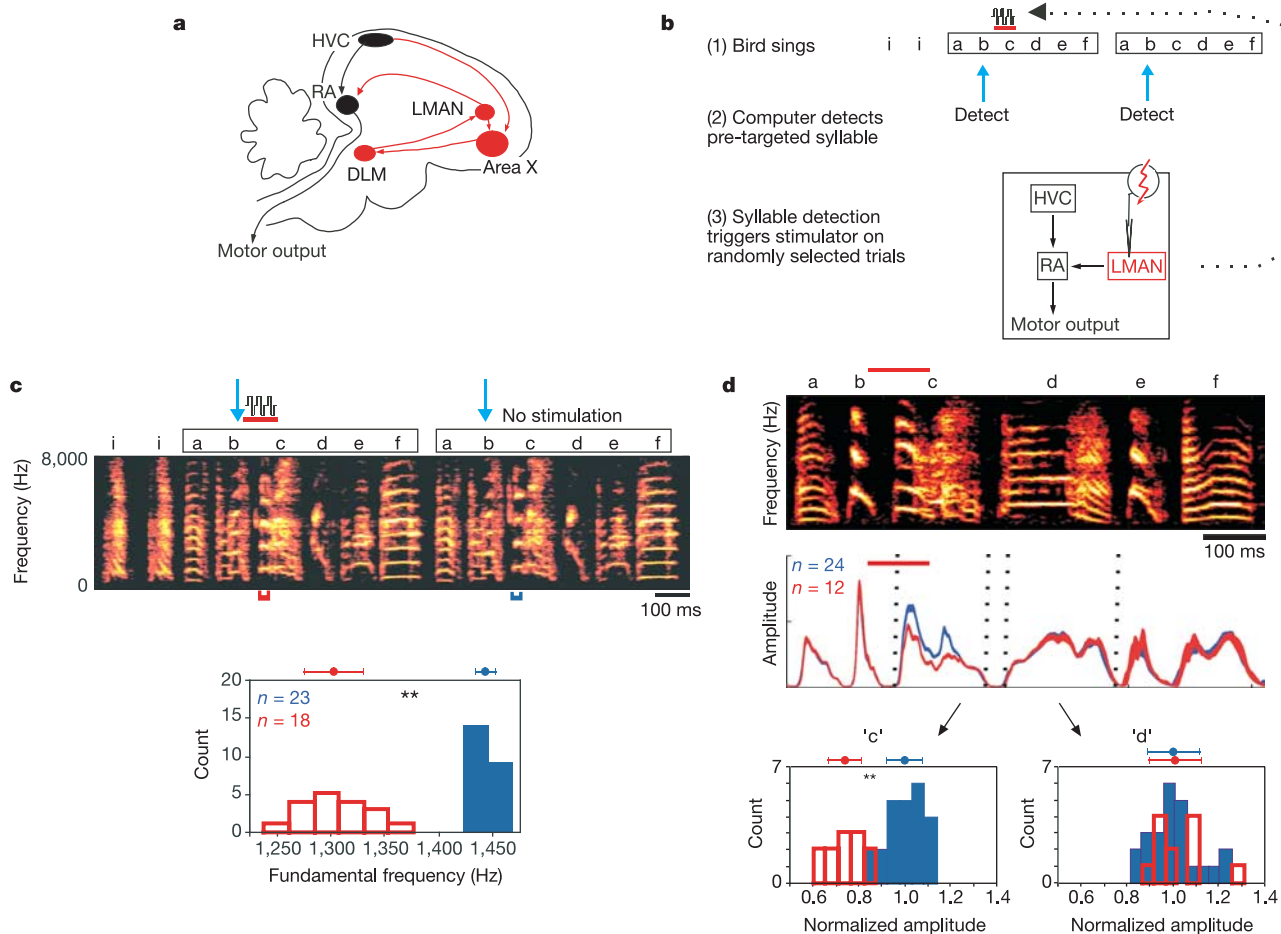 a
HVC
RA
LMAN
DLM
Area X
Motor output
b
(1) Bird sings
i i a b c d e f a b c d e f
Detect Detect
(2) Computer detects
pre-targeted syllable
(3) Syllable detection
triggers stimulator on
randomly selected trials
HVC
RA LMAN
Motor output
c
No stimulation
i i a b c d e f a b c d e f
8,000
Frequency (Hz)
0
100 ms
20
15
10
5
0
Count
n = 23
n = 18
**
1,250 1,300 1,350 1,400 1,450
Fundamental frequency (Hz)
d
a b c d e f
Frequency (Hz)
100 ms
n = 24
n = 12
Amplitude
'c'
7
0
Count
**
0.6 0.8 1.0 1.2 1.4
Normalized amplitude
'd'
7
0
Count
0.6 0.8 1.0 1.2 1.4
Normalized amplitude